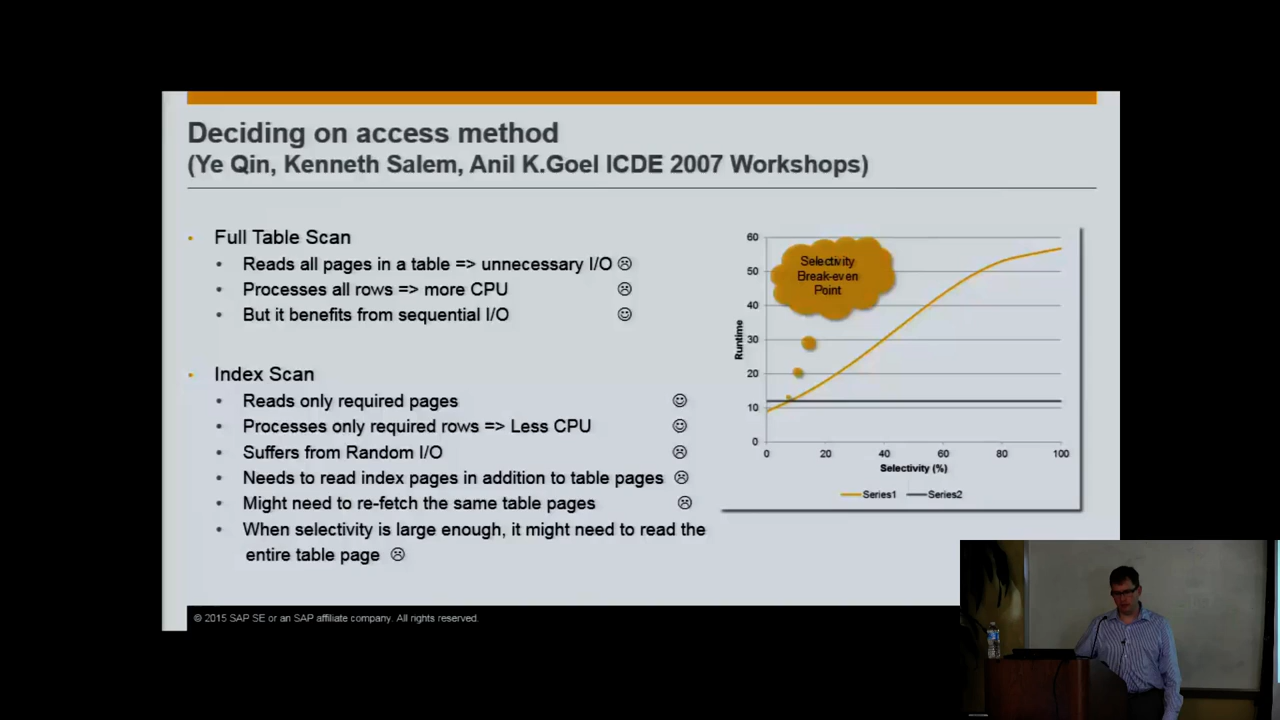 Deciding on access method
(Ye Qin, Kenneth Salem, Anil K.Goel ICDE 2007 Workshops)
• Full Table Scan
• Reads all pages in a table => unnecessary I/O ☹
• Processes all rows => more CPU ☹
• But it benefits from sequential I/O ☺
• Index Scan
• Reads only required pages ☺
• Processes only required rows => Less CPU ☺
• Suffers from Random I/O ☹
• Needs to read index pages in addition to table pages ☹
• Might need to re-fetch the same table pages ☹
• When selectivity is large enough, it might need to read the
entire table page ☹
Selectivity
Break-even
Point
Runtime
60
50
40
30
20
10
0
0 20 40 60 80 100
Selectivity (%)
Series1 Series2
© 2015 SAP SE or an SAP affiliate company. All rights reserved.